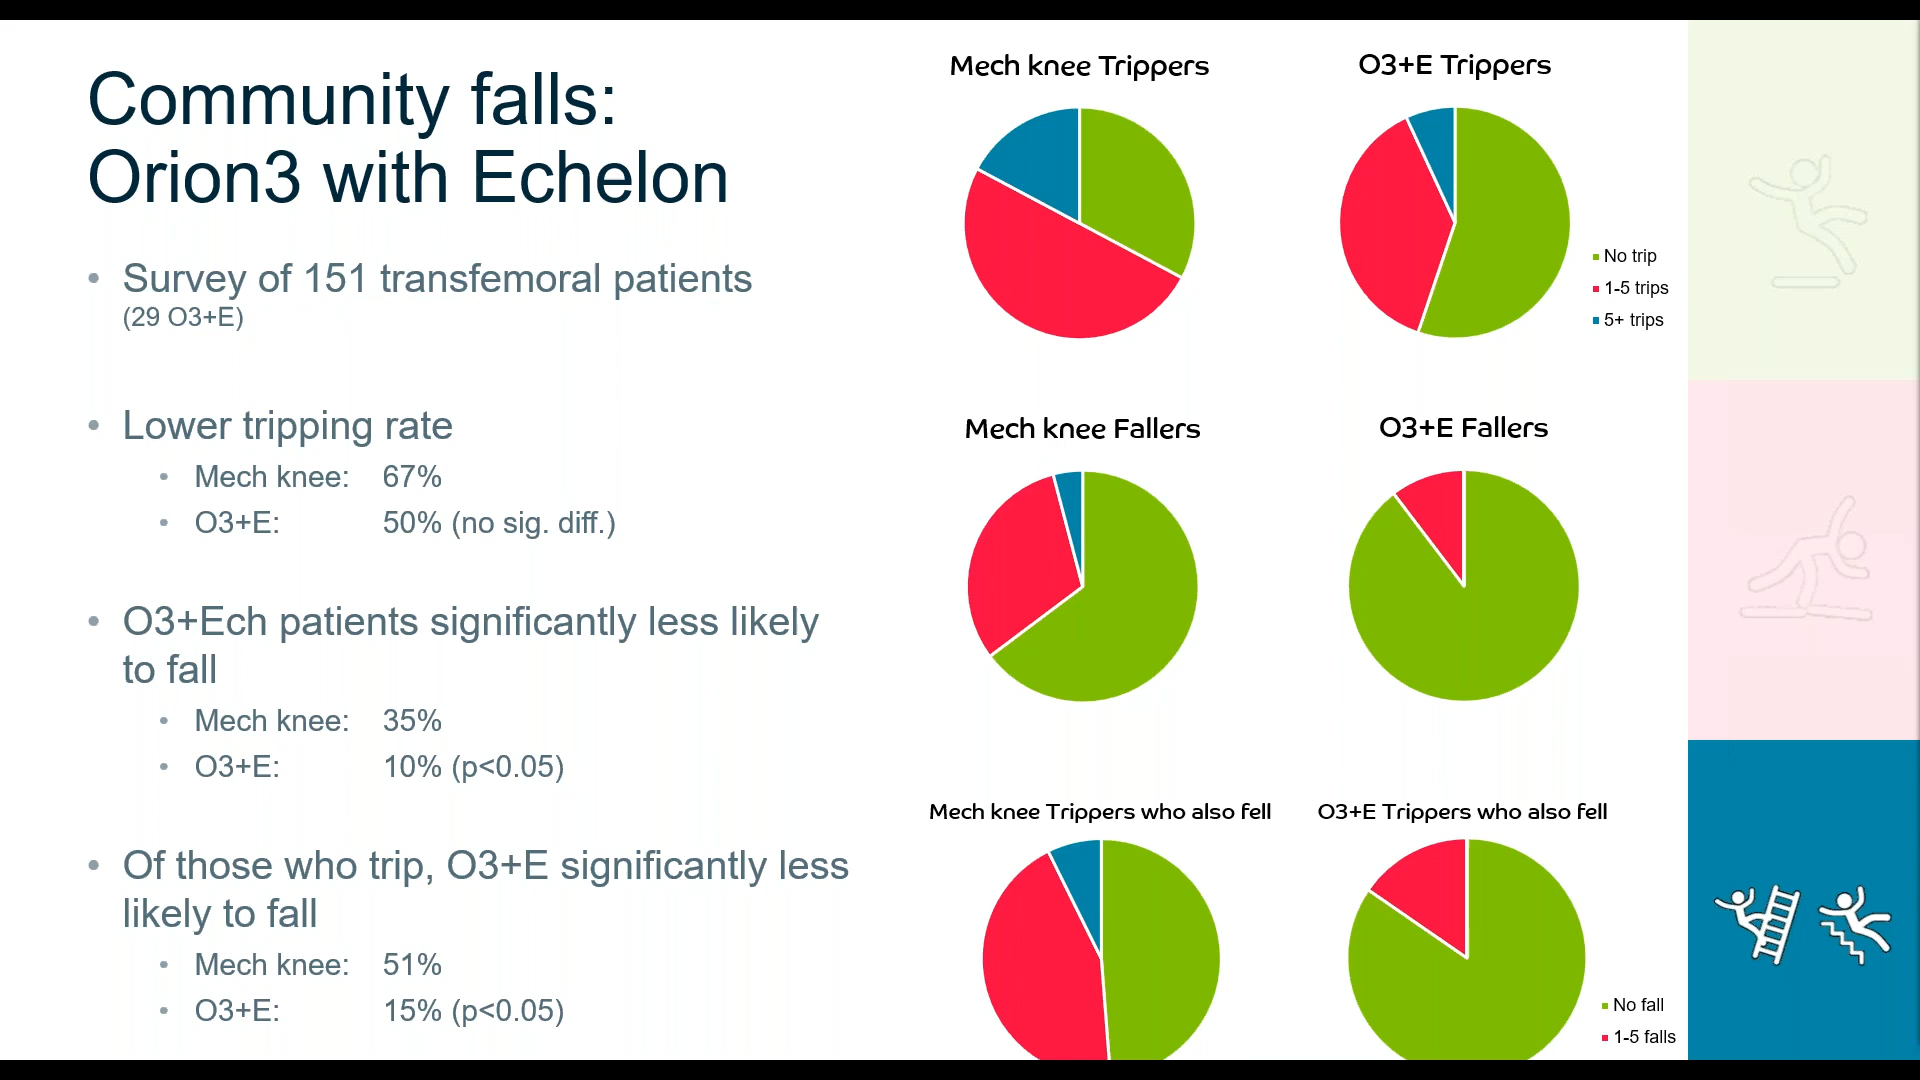 Community falls:
Orion3 with Echelon
• Survey of 151 transfemoral patients
(29 O3+E)
• Lower tripping rate
• Mech knee: 67%
• O3+E: 50% (no sig. diff.)
• O3+Ech patients significantly less likely
to fall
• Mech knee: 35%
• O3+E: 10% (p<0.05)
• Of those who trip, O3+E significantly less
likely to fall
• Mech knee: 51%
• O3+E: 15% (p<0.05)
Mech knee Trippers
O3+E Trippers
No trip
1-5 trips
5+ trips
Mech knee Fallers
O3+E Fallers
Mech knee Trippers who also fell
O3+E Trippers who also fell
No fall
1-5 falls